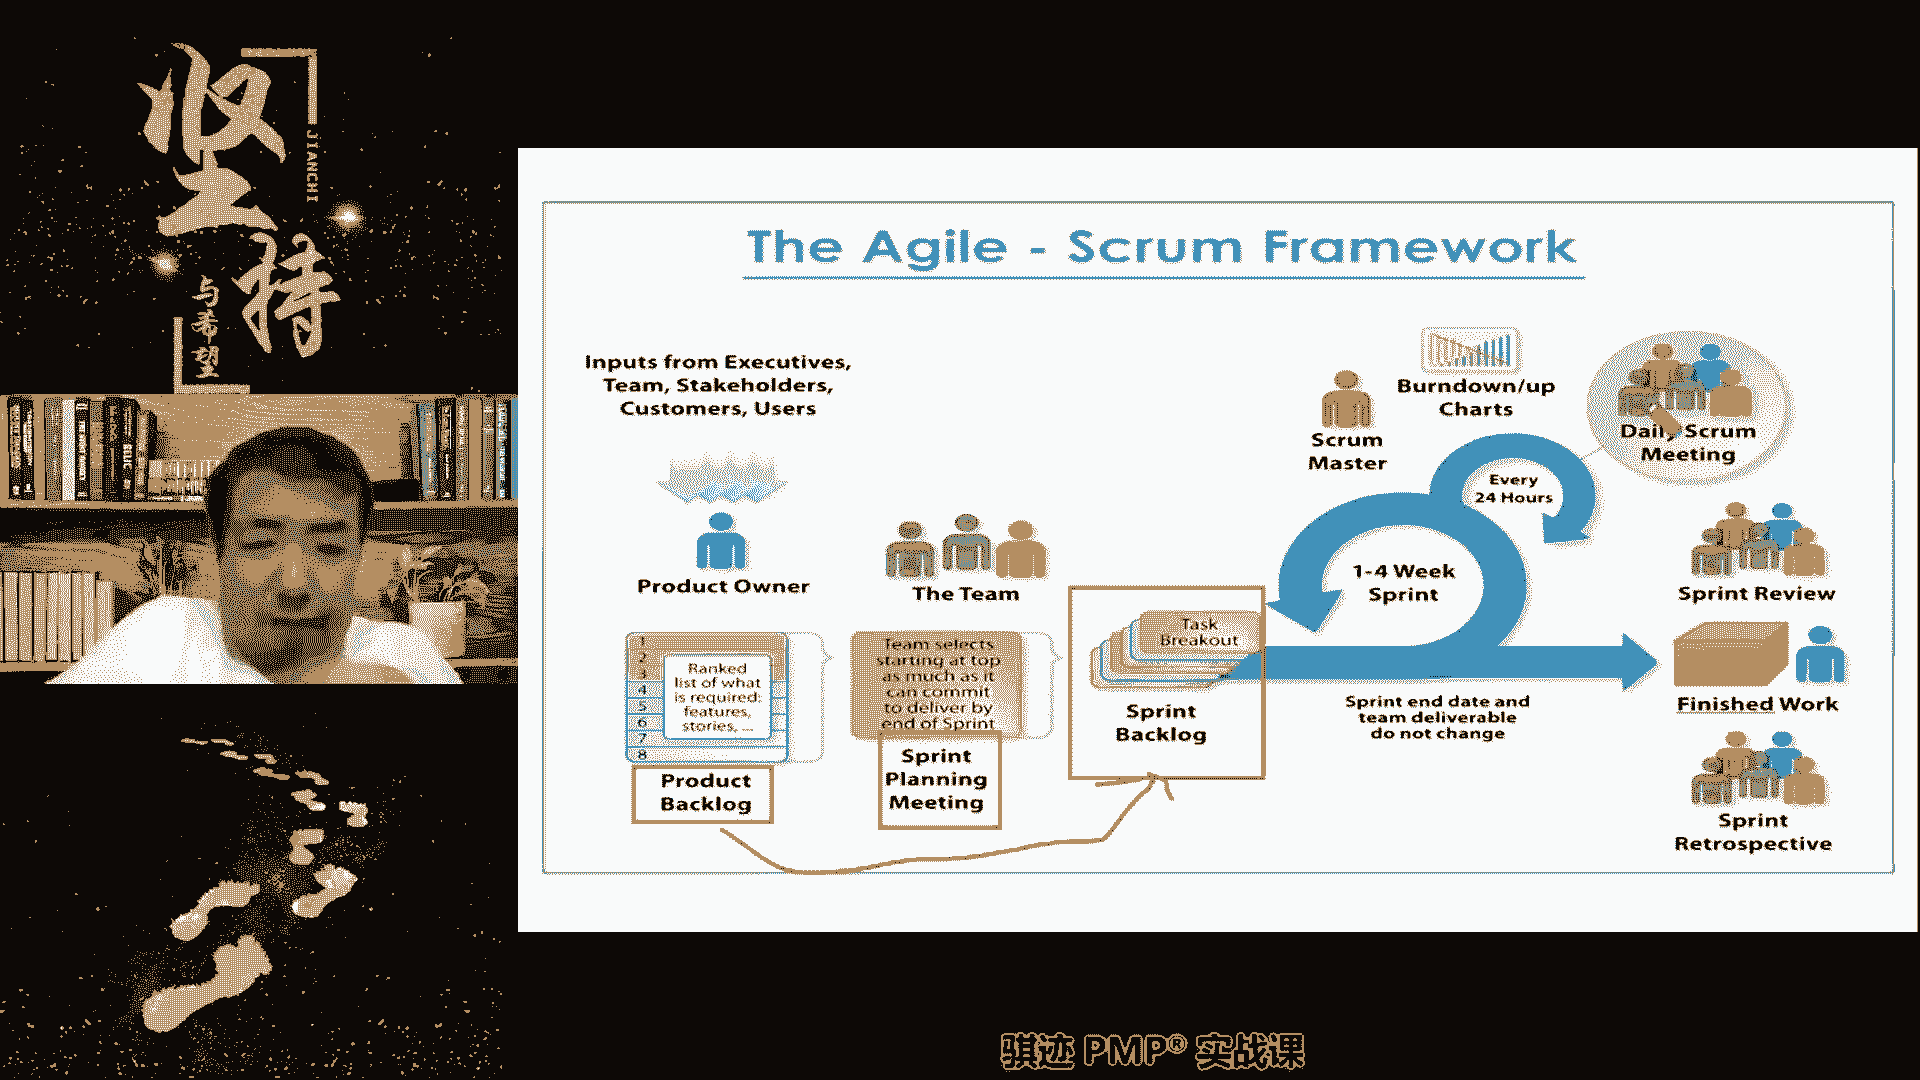 坚持
JIANCHI
与希望
The Agile - Scrum Framework
Inputs from Executives,
Team, Stakeholders,
Customers, Users
Product Owner
The Team
1
2
3
4
5
6
7
8
Ranked
list of what
is required:
features,
stories, ...
Product
Backlog
Team selects
starting at top
as much as it
can commit
to deliver by
end of Sprint
Sprint
Planning
Meeting
Task
Breakout
Sprint
Backlog
Scrum
Master
Burndown/up
Charts
Every
24 Hours
1-4 Week
Sprint
Sprint end date and
team deliverable
do not change
Daily Scrum
Meeting
Sprint Review
Finished Work
Sprint
Retrospective
骐迹 PMP® 实战课